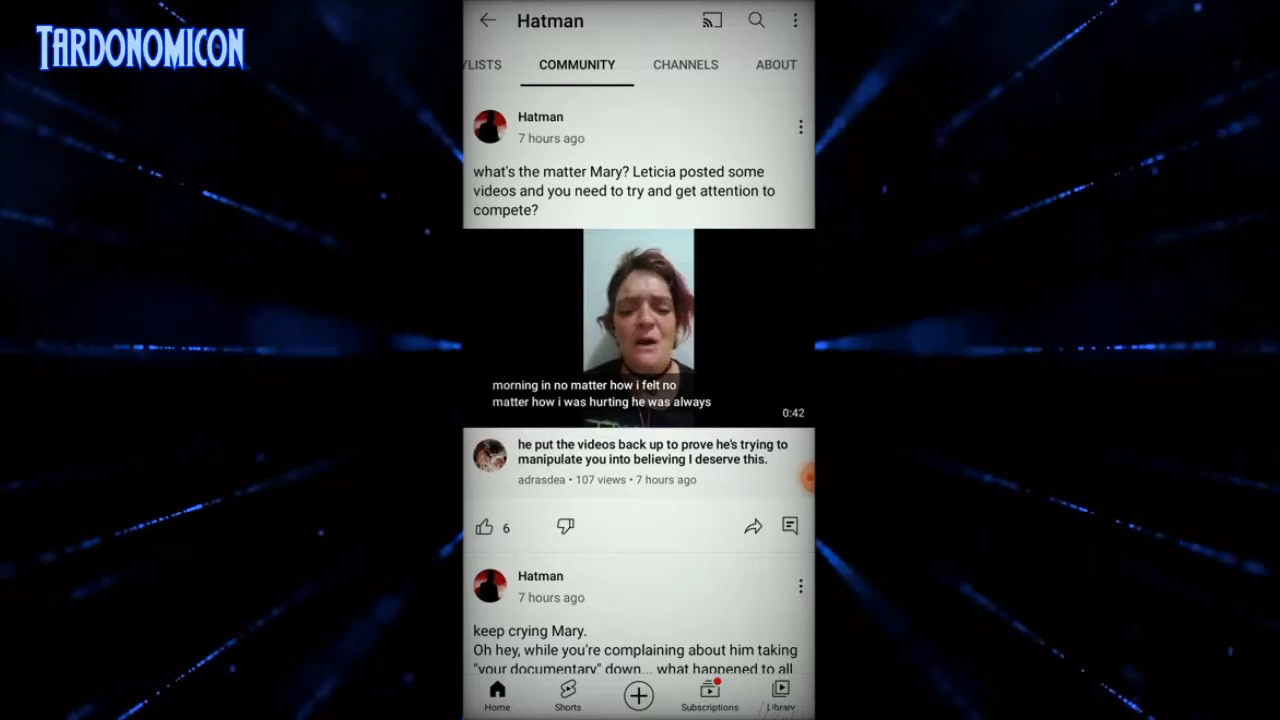 TARDONOMICON
Hatman
YLISTS COMMUNITY CHANNELS ABOUT
Hatman
7 hours ago
what's the matter Mary? Leticia posted some
videos and you need to try and get attention to
compete?
morning in no matter how i felt no
matter how i was hurting he was always
0:42
he put the videos back up to prove he's trying to
manipulate you into believing I deserve this.
adrasdea • 107 views • 7 hours ago
6
Hatman
7 hours ago
keep crying Mary.
Oh hey, while you're complaining about him taking
"your documentary" down... what happened to all
Home Shorts Subscriptions Library